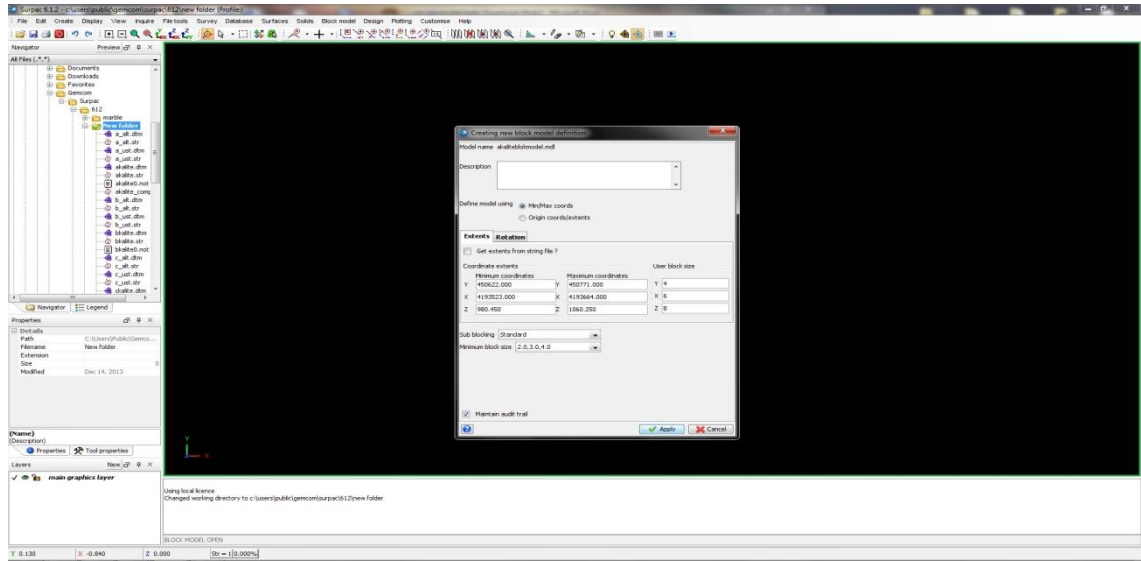 Surpac 6.1.2 - c:\users\public\gemcom\surpac\612\new folder (Profile:)
File Edit Create Display View Inquire File tools Survey Database Surfaces Solids Block model Design Plotting Customise Help
Navigator Preview
All Files (*.*)
Documents
Downloads
Favorites
Gemcom
Surpac
612
marble
New folder
a_alt.dtm
a_alt.str
a_ust.dtm
a_ust.str
akalite.dtm
akalite.str
akalite0.not
akalite_comp
b_alt.dtm
b_alt.str
b_ust.dtm
b_ust.str
bkalite.dtm
bkalite.str
bkalite0.not
c_alt.dtm
c_alt.str
c_ust.dtm
c_ust.str
ckalite.dtm
Navigator Legend
Properties
Details
Path C:\Users\Public\Gemco...
Filename New folder
Extension
Size 0
Modified Dec 14, 2013
(Name)
(Description)
Properties Tool properties
Layers New
main graphics layer
Creating new block model definition
Model name akaliteblokmodel.mdl
Description
Define model using Min/Max coords
Origin coords/extents
Extents Rotation
Get extents from string file ?
Coordinate extents User block size
Minimum coordinates Maximum coordinates
Y 450622.000 Y 450771.000 Y 4
X 4193523.000 X 4193664.000 X 6
Z 980.450 Z 1060.250 Z 8
Sub blocking Standard
Minimum block size 2.0,3.0,4.0
Maintain audit trail
Apply Cancel
Y
X
Using local licence
Changed working directory to c:\users\public\gemcom\surpac\612\new folder
BLOCK MODEL OPEN
Y 0.130 X -0.840 Z 0.000 Str = 1 0.000%